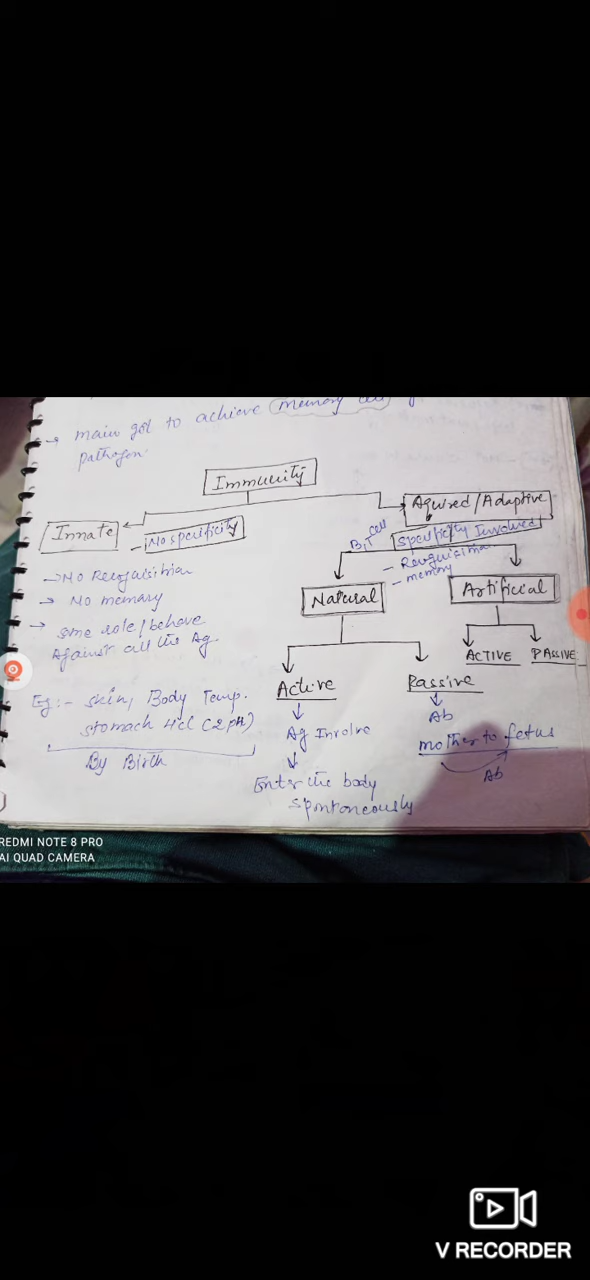 → main gol to achieve memory cell
pathogen.
Immunity
Innate
- No specificity
Aquired/Adaptive
B, T cell
Specificity Involved
- Reuguisition
- memory
→ No Reuguisition
→ No memory
→ Same role/behave
Against all the Ag.
Natural
Artificial
Active
Passive
ACTIVE
PASSIVE
Eg:- skin, Body Temp.
stomach Hcl (2 pH)
By Birth
Ag Involve
Enter the body
spontaneously
Ab
mother to fetus
Ab
REDMI NOTE 8 PRO
AI QUAD CAMERA
V RECORDER